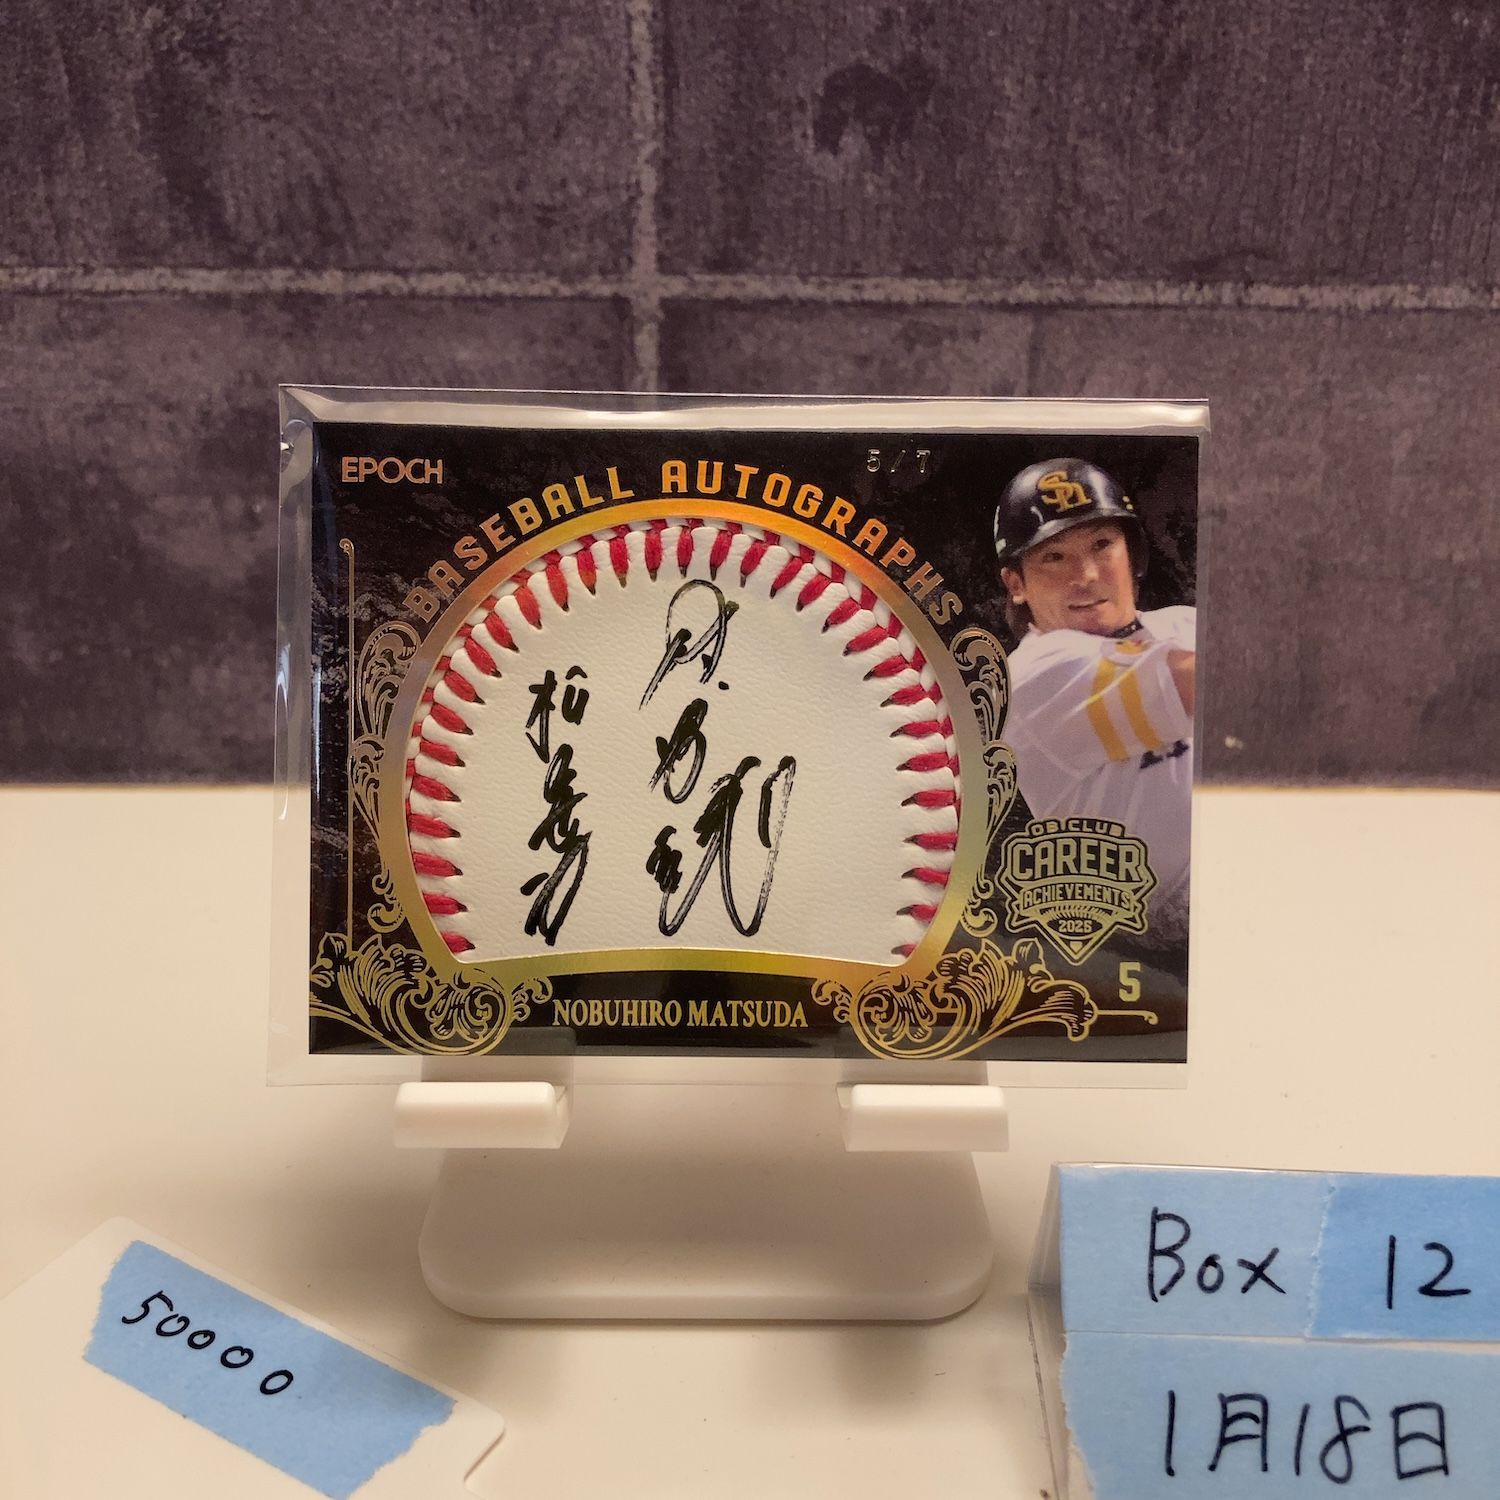 EPOCH
BASEBALL AUTOGRAPHS
5/7
SH
OB CLUB
CAREER
ACHIEVEMENTS
2025
5
NOBUHIRO MATSUDA
50000
Box 12
1月18日